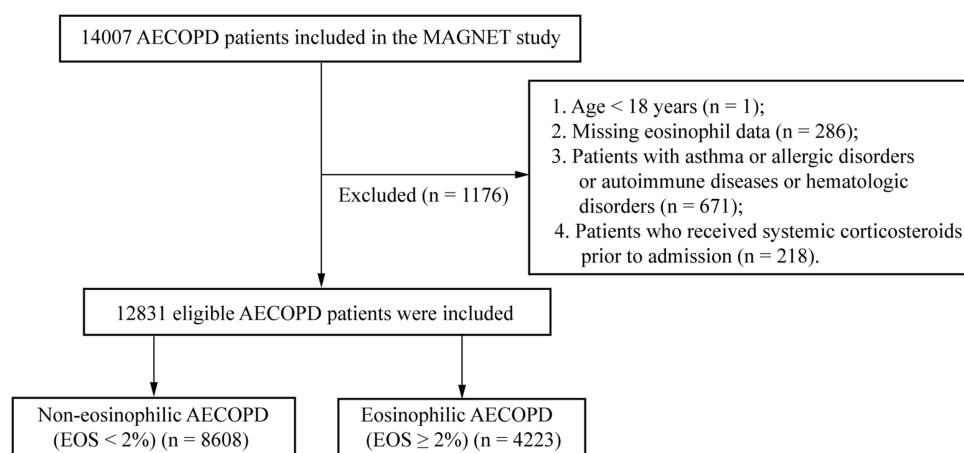 14007 AECOPD patients included in the MAGNET study
1. Age < 18 years (n = 1);
2. Missing eosinophil data (n = 286);
3. Patients with asthma or allergic disorders
or autoimmune diseases or hematologic
disorders (n = 671);
4. Patients who received systemic corticosteroids
prior to admission (n = 218).
Excluded (n = 1176)
12831 eligible AECOPD patients were included
Non-eosinophilic AECOPD
(EOS < 2%) (n = 8608)
Eosinophilic AECOPD
(EOS ≥ 2%) (n = 4223)